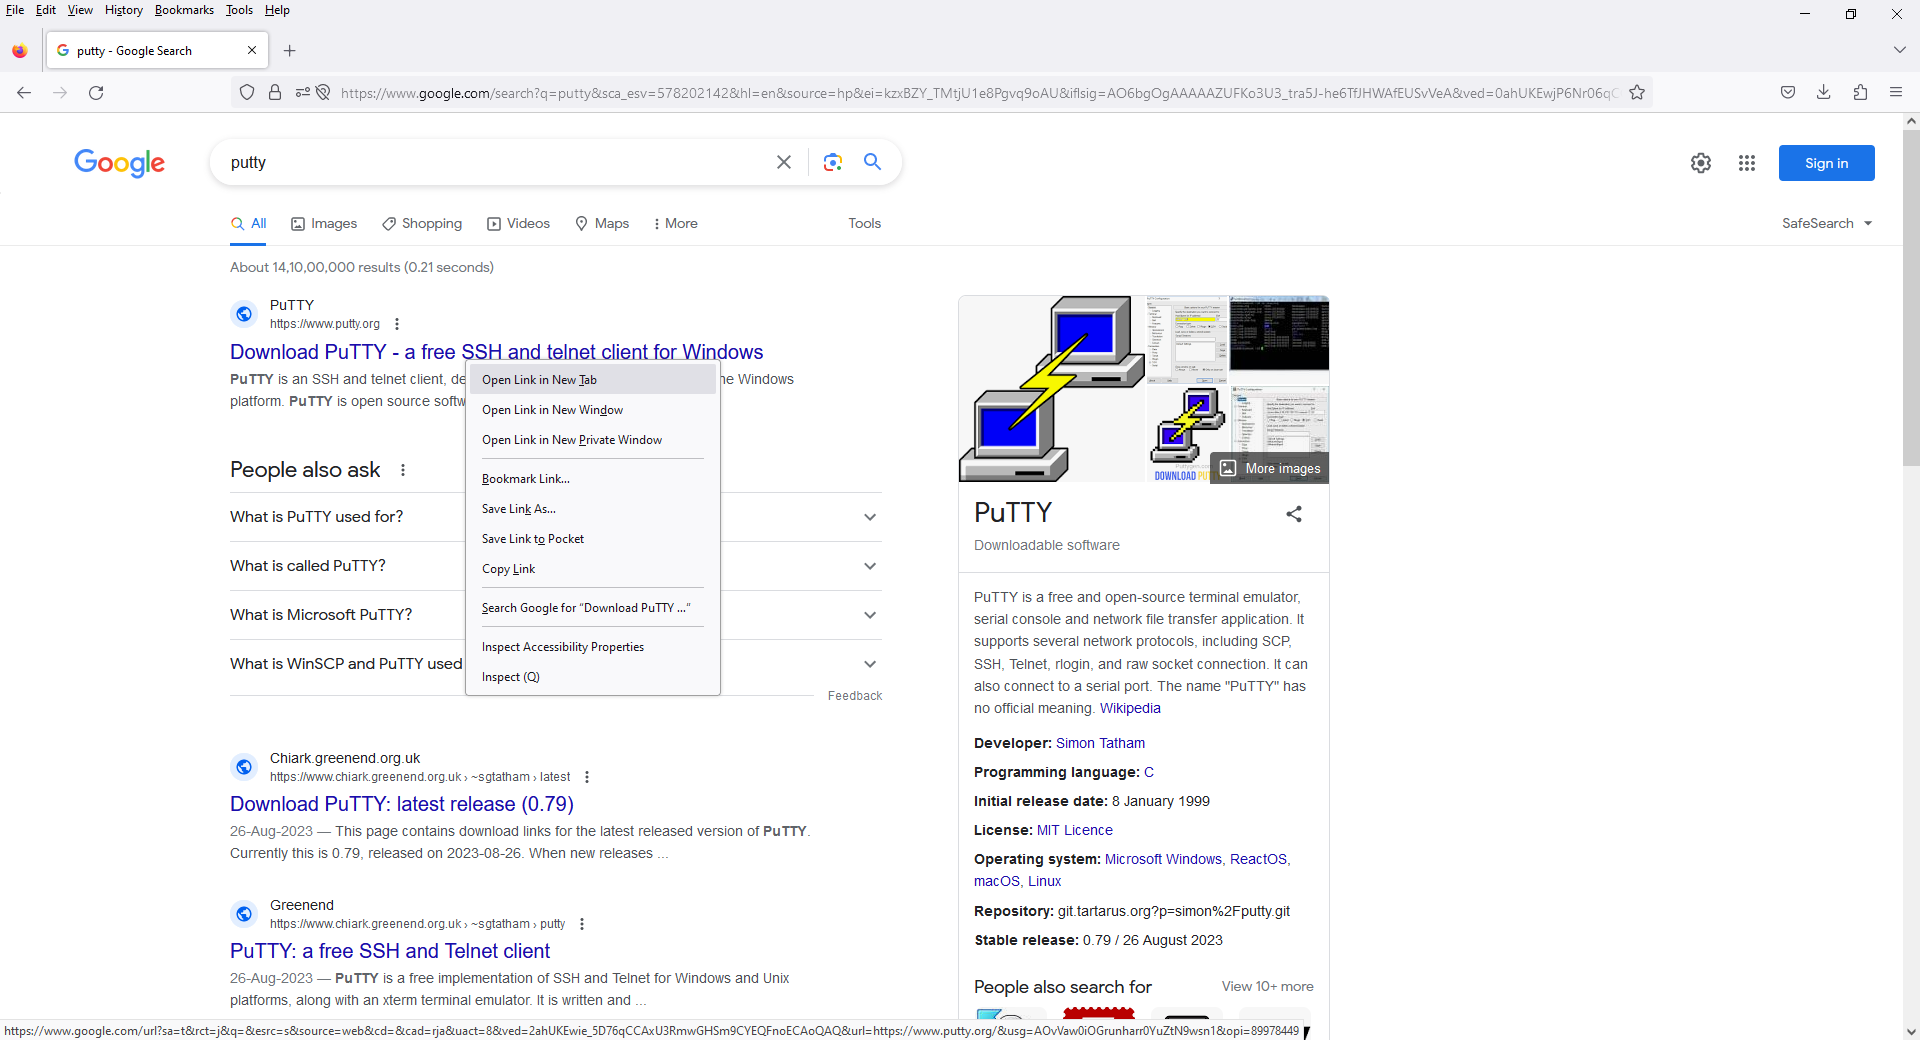 File Edit View History Bookmarks Tools Help
putty - Google Search
https://www.google.com/search?q=putty&sca_esv=578202142&hl=en&source=hp&ei=kzxBZY_TMtjU1e8Pgvq9oAU&iflsig=AO6bgOgAAAAAZUFKo3U3_tra5J-he6TfJHWAfEUSvVeA&ved=0ahUKEwjP6Nr06qC
Google
putty
Sign in
All Images Shopping Videos Maps More Tools SafeSearch
About 14,10,00,000 results (0.21 seconds)
PuTTY
https://www.putty.org
Download PuTTY - a free SSH and telnet client for Windows
PuTTY is an SSH and telnet client, de
he Windows
platform. PuTTY is open source softw
Open Link in New Tab
Open Link in New Window
Open Link in New Private Window
Bookmark Link...
Save Link As...
Save Link to Pocket
Copy Link
Search Google for “Download PuTTY ...”
Inspect Accessibility Properties
Inspect (Q)
People also ask
What is PuTTY used for?
What is called PuTTY?
What is Microsoft PuTTY?
What is WinSCP and PuTTY used
Feedback
Chiark.greenend.org.uk
https://www.chiark.greenend.org.uk › ~sgtatham › latest
Download PuTTY: latest release (0.79)
26-Aug-2023 — This page contains download links for the latest released version of PuTTY.
Currently this is 0.79, released on 2023-08-26. When new releases ...
Greenend
https://www.chiark.greenend.org.uk › ~sgtatham › putty
PuTTY: a free SSH and Telnet client
26-Aug-2023 — PuTTY is a free implementation of SSH and Telnet for Windows and Unix
platforms, along with an xterm terminal emulator. It is written and ...
DOWNLOAD PUT
More images
PuTTY
Downloadable software
PuTTY is a free and open-source terminal emulator,
serial console and network file transfer application. It
supports several network protocols, including SCP,
SSH, Telnet, rlogin, and raw socket connection. It can
also connect to a serial port. The name "PuTTY" has
no official meaning. Wikipedia
Developer: Simon Tatham
Programming language: C
Initial release date: 8 January 1999
License: MIT Licence
Operating system: Microsoft Windows, ReactOS,
macOS, Linux
Repository: git.tartarus.org?p=simon%2Fputty.git
Stable release: 0.79 / 26 August 2023
People also search for
View 10+ more
https://www.google.com/url?sa=t&rct=j&q=&esrc=s&source=web&cd=&cad=rja&uact=8&ved=2ahUKEwie_5D76qCCAxU3RmwGHSm9CYEQFnoECAoQAQ&url=https://www.putty.org/&usg=AOvVaw0iOGrunharr0YuZtN9wsn1&opi=89978449